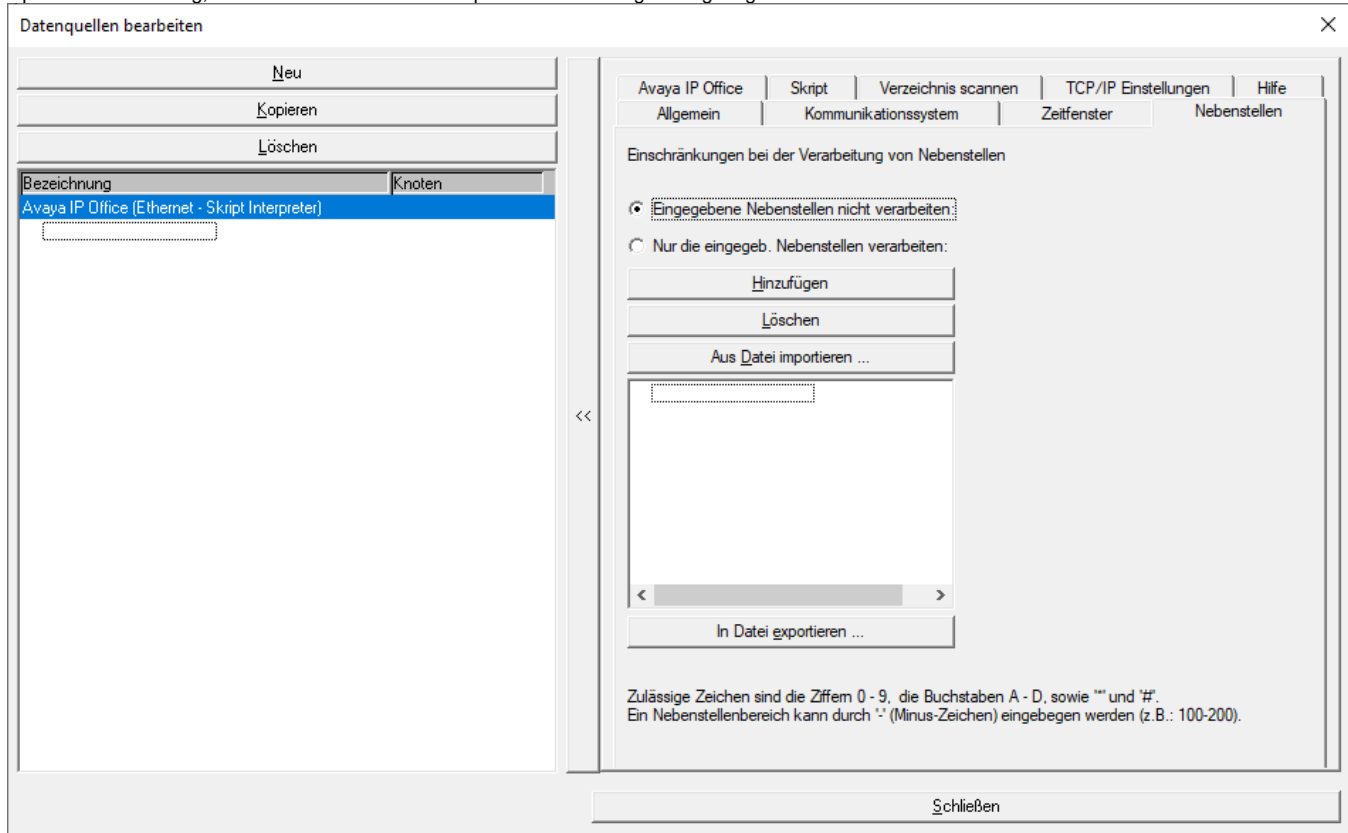 Datenquellen bearbeiten
Neu
Kopieren
Löschen
Bezeichnung Knoten
Avaya IP Office (Ethernet - Skript Interpreter)
<<
Avaya IP Office Skript Verzeichnis scannen TCP/IP Einstellungen Hilfe
Allgemein Kommunikationssystem Zeitfenster Nebenstellen
Einschränkungen bei der Verarbeitung von Nebenstellen
Eingegebene Nebenstellen nicht verarbeiten:
Nur die eingegeb. Nebenstellen verarbeiten:
Hinzufügen
Löschen
Aus Datei importieren ...
In Datei exportieren ...
Zulässige Zeichen sind die Ziffern 0 - 9, die Buchstaben A - D, sowie '*' und '#'.
Ein Nebenstellenbereich kann durch '-' (Minus-Zeichen) eingebegen werden (z.B.: 100-200).
Schließen